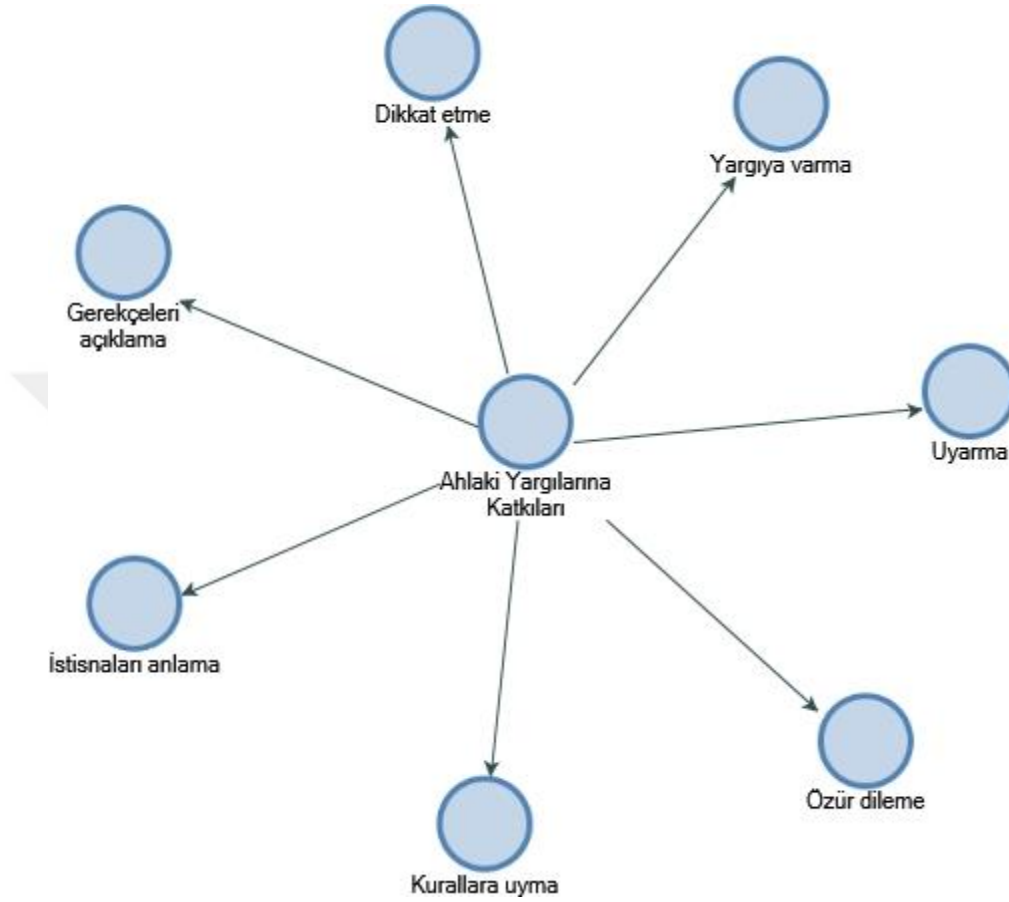 Dikkat etme
Yargıya varma
Gerekçeleri
açıklama
Uyarma
Ahlaki Yargılarına
Katkıları
İstisnaları anlama
Özür dileme
Kurallara uyma